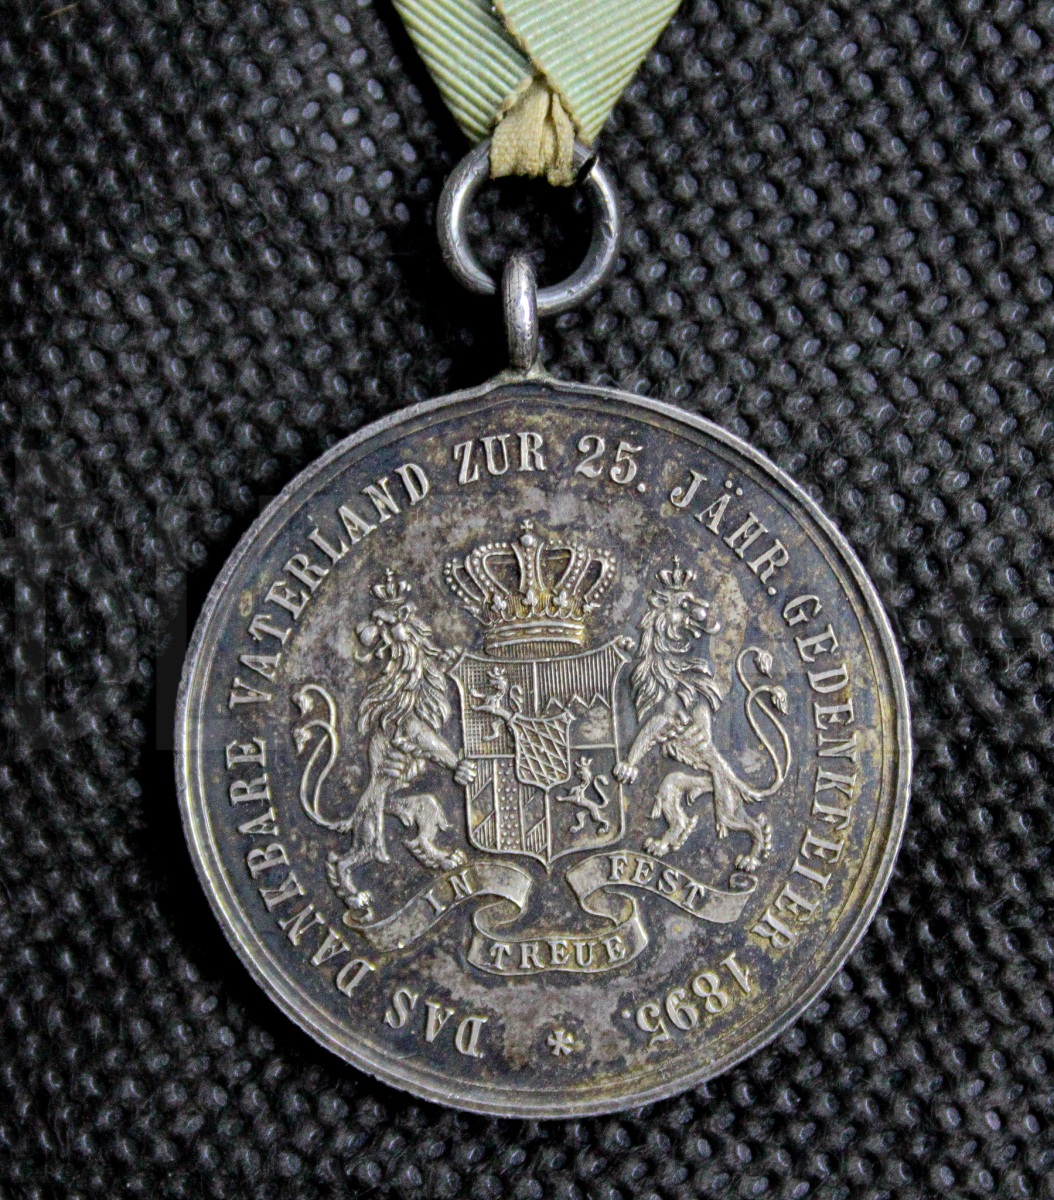 DAS DANKBARE VATERLAND ZUR 25. JÄHR. GEDENKFEIER 1895.
IN TREUE FEST